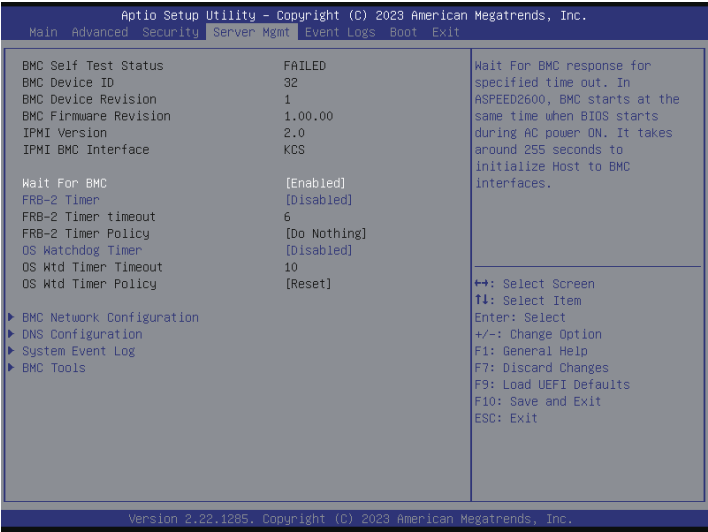 Aptio Setup Utility – Copyright (C) 2023 American Megatrends, Inc.
Main Advanced Security Server Mgmt Event Logs Boot Exit
BMC Self Test Status FAILED
BMC Device ID 32
BMC Device Revision 1
BMC Firmware Revision 1.00.00
IPMI Version 2.0
IPMI BMC Interface KCS
Wait For BMC [Enabled]
FRB-2 Timer [Disabled]
FRB-2 Timer timeout 6
FRB-2 Timer Policy [Do Nothing]
OS Watchdog Timer [Disabled]
OS Wtd Timer Timeout 10
OS Wtd Timer Policy [Reset]
▶ BMC Network Configuration
▶ DNS Configuration
▶ System Event Log
▶ BMC Tools
Wait For BMC response for
specified time out. In
ASPEED2600, BMC starts at the
same time when BIOS starts
during AC power ON. It takes
around 255 seconds to
initialize Host to BMC
interfaces.
↔: Select Screen
↑↓: Select Item
Enter: Select
+/-: Change Option
F1: General Help
F7: Discard Changes
F9: Load UEFI Defaults
F10: Save and Exit
ESC: Exit
Version 2.22.1285. Copyright (C) 2023 American Megatrends, Inc.